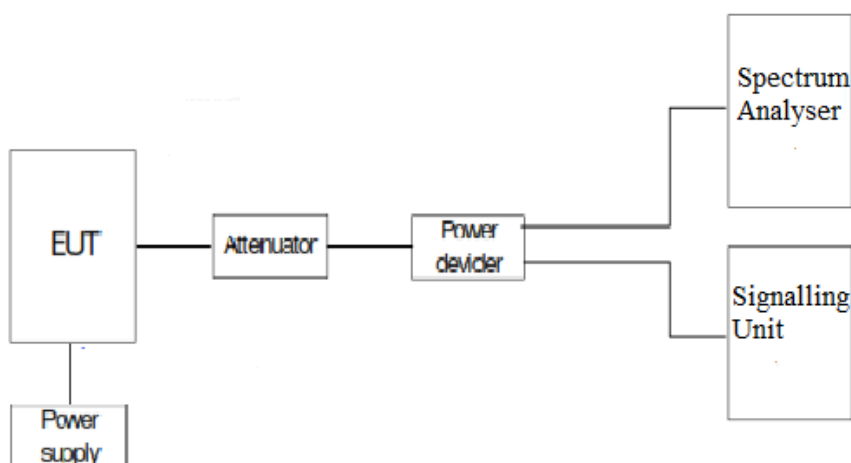 Spectrum
Analyser
EUT
Attenuator
Power
devider
Signalling
Unit
Power
supply